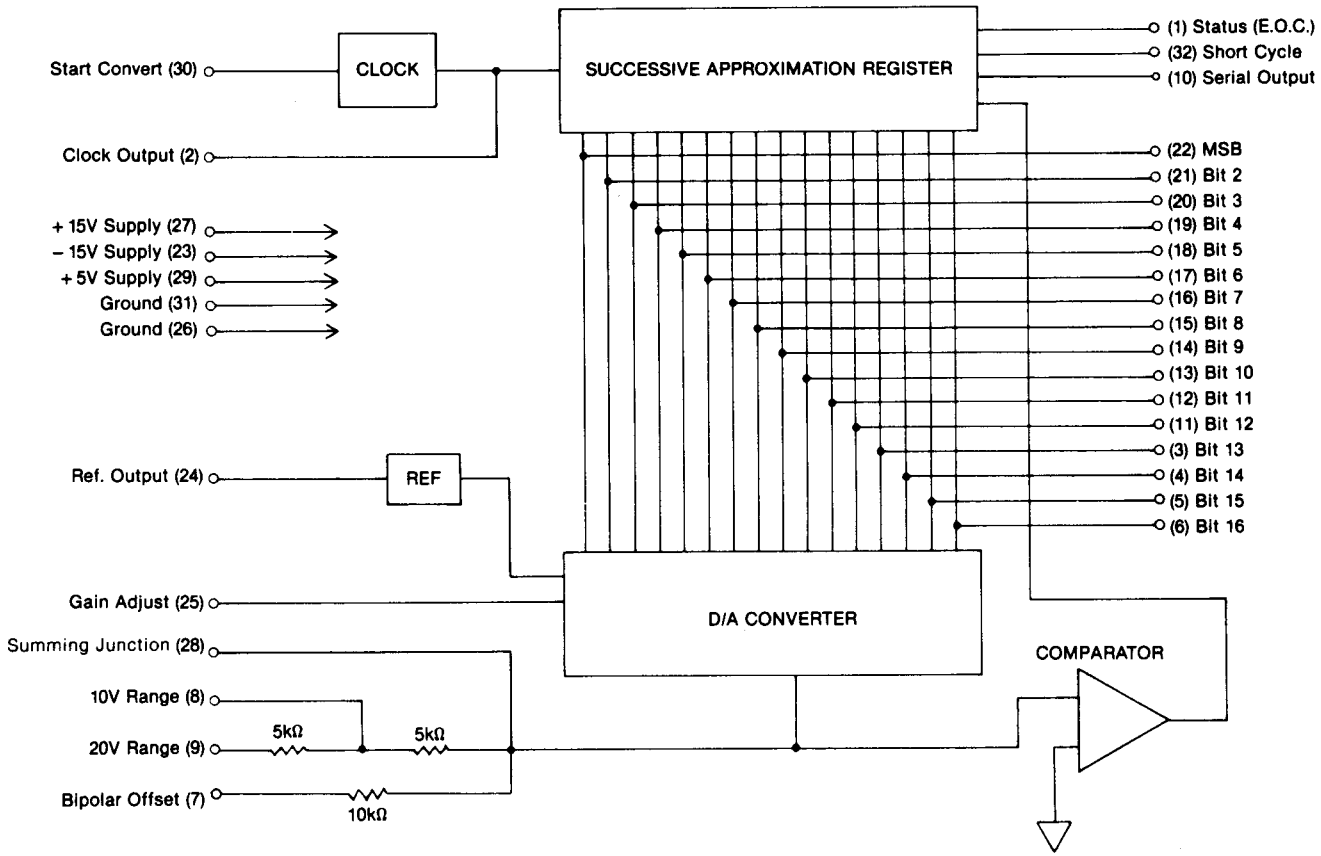 Start Convert (30)
CLOCK
SUCCESSIVE APPROXIMATION REGISTER
(1) Status (E.O.C.)
(32) Short Cycle
(10) Serial Output
Clock Output (2)
(22) MSB
(21) Bit 2
(20) Bit 3
(19) Bit 4
(18) Bit 5
(17) Bit 6
(16) Bit 7
(15) Bit 8
(14) Bit 9
(13) Bit 10
(12) Bit 11
(11) Bit 12
(3) Bit 13
(4) Bit 14
(5) Bit 15
(6) Bit 16
+ 15V Supply (27)
− 15V Supply (23)
+ 5V Supply (29)
Ground (31)
Ground (26)
Ref. Output (24)
REF
Gain Adjust (25)
D/A CONVERTER
Summing Junction (28)
COMPARATOR
10V Range (8)
5kΩ
5kΩ
20V Range (9)
Bipolar Offset (7)
10kΩ